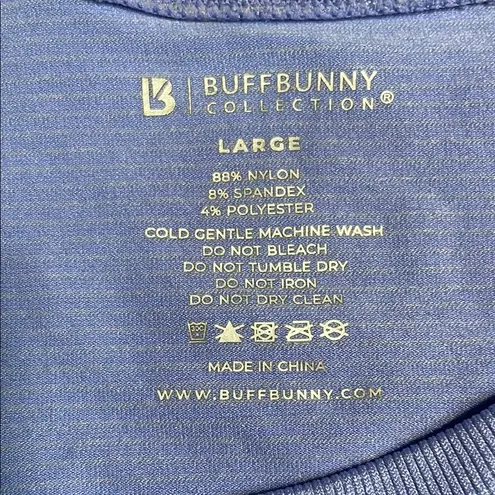 BUFFBUNNY
COLLECTION®
LARGE
88% NYLON
8% SPANDEX
4% POLYESTER
COLD GENTLE MACHINE WASH
DO NOT BLEACH
DO NOT TUMBLE DRY
DO NOT IRON
DO NOT DRY CLEAN
MADE IN CHINA
WWW.BUFFBUNNY.COM